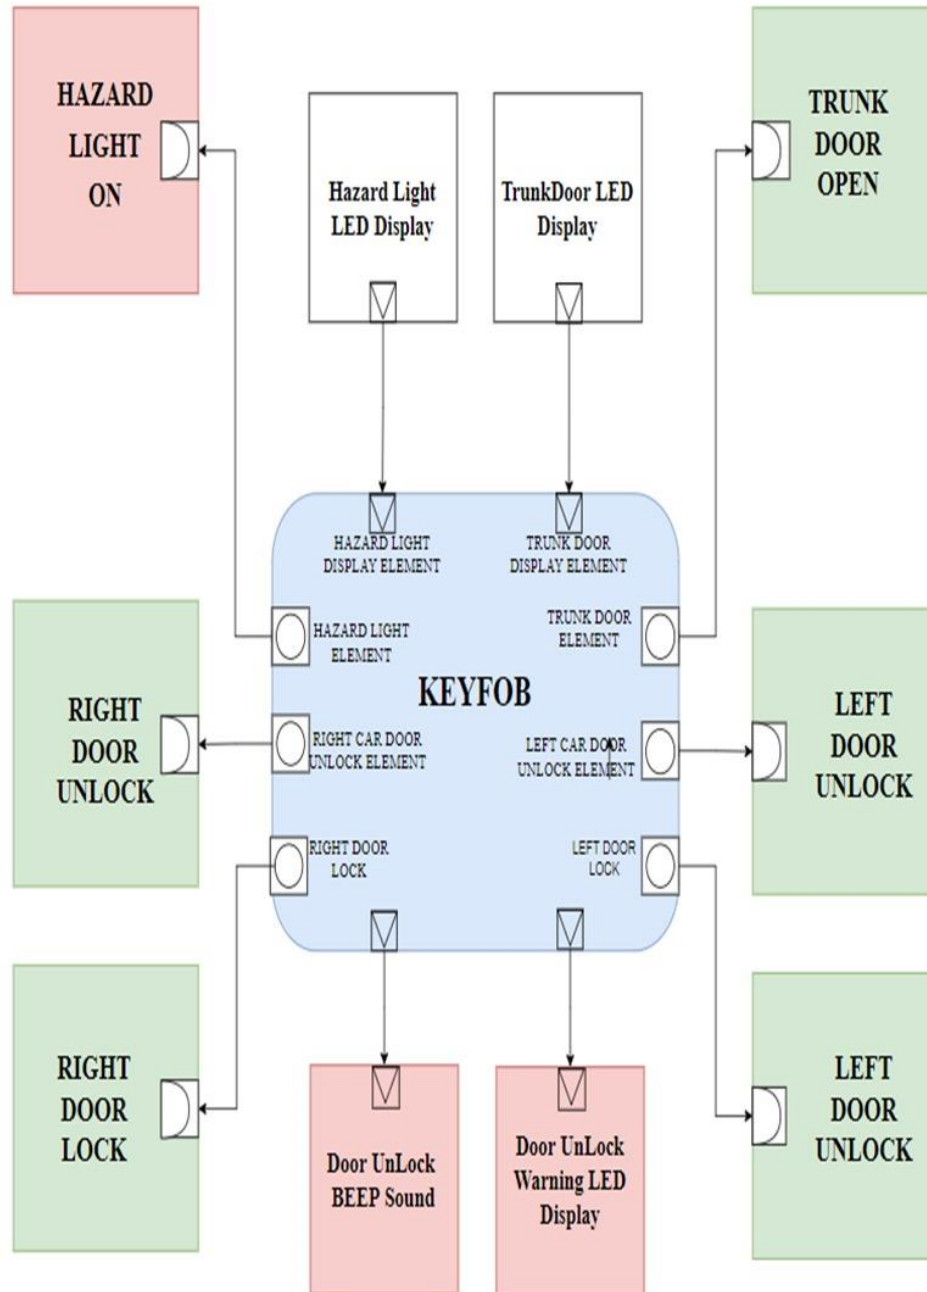 HAZARD
LIGHT
ON
Hazard Light
LED Display
TrunkDoor LED
Display
TRUNK
DOOR
OPEN
HAZARD LIGHT
DISPLAY ELEMENT
TRUNK DOOR
DISPLAY ELEMENT
HAZARD LIGHT
ELEMENT
TRUNK DOOR
ELEMENT
KEYFOB
RIGHT
DOOR
UNLOCK
RIGHT CAR DOOR
UNLOCK ELEMENT
LEFT CAR DOOR
UNLOCK ELEMENT
LEFT
DOOR
UNLOCK
RIGHT DOOR
LOCK
LEFT DOOR
LOCK
RIGHT
DOOR
LOCK
Door UnLock
BEEP Sound
Door UnLock
Warning LED
Display
LEFT
DOOR
UNLOCK